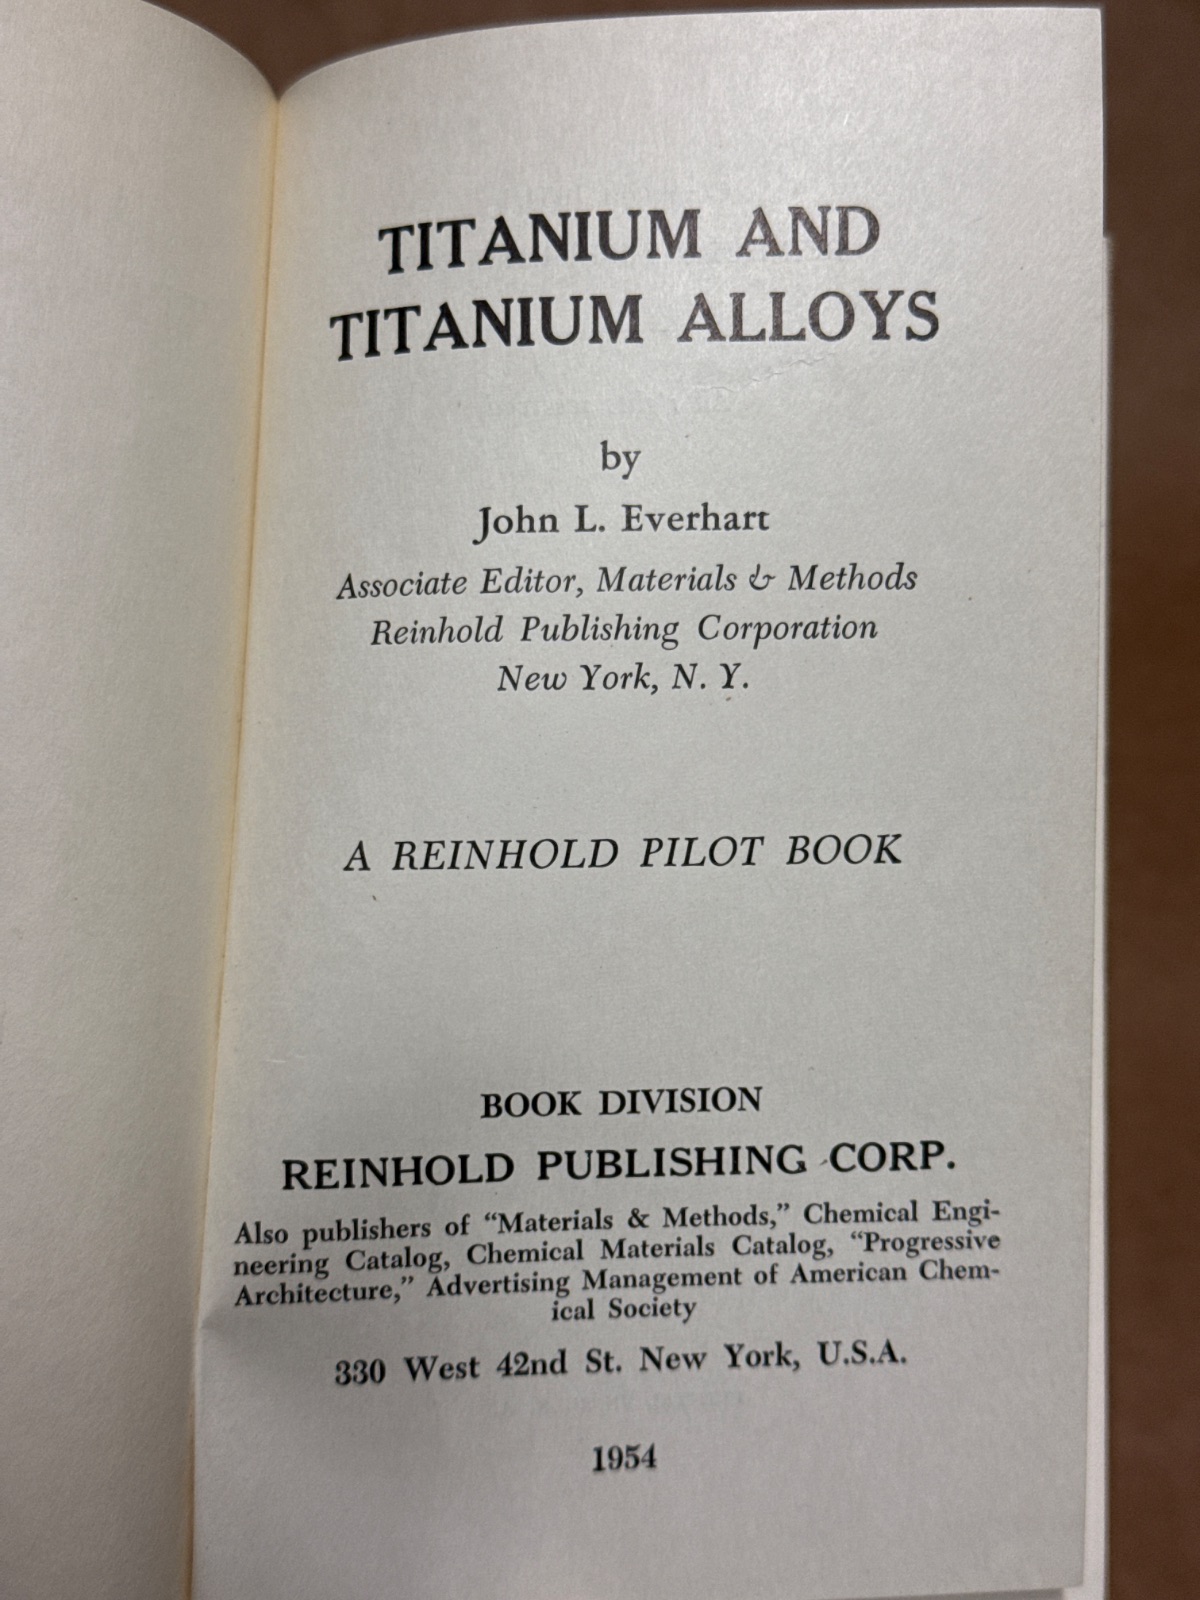 TITANIUM AND
TITANIUM ALLOYS
by
John L. Everhart
Associate Editor, Materials & Methods
Reinhold Publishing Corporation
New York, N. Y.
A REINHOLD PILOT BOOK
BOOK DIVISION
REINHOLD PUBLISHING CORP.
Also publishers of “Materials & Methods,” Chemical Engi-
neering Catalog, Chemical Materials Catalog, “Progressive
Architecture,” Advertising Management of American Chem-
ical Society
330 West 42nd St. New York, U.S.A.
1954